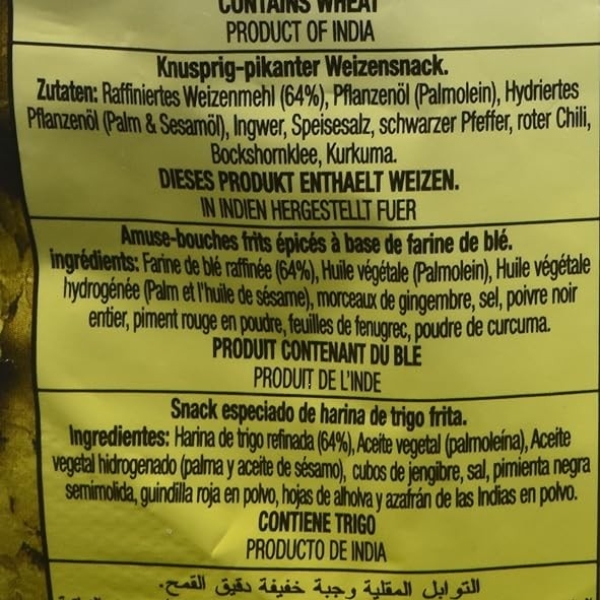 CONTAINS WHEAT
PRODUCT OF INDIA
Knusprig-pikanter Weizensnack.
Zutaten: Raffiniertes Weizenmehl (64%), Pflanzenöl (Palmolein), Hydriertes
Pflanzenöl (Palm & Sesamöl), Ingwer, Speisesalz, schwarzer Pfeffer, roter Chili,
Bockshornklee, Kurkuma.
DIESES PRODUKT ENTHAELT WEIZEN.
IN INDIEN HERGESTELLT FUER
Amuse-bouches frits épicés à base de farine de blé.
ingrédients: Farine de blé raffinée (64%), Huile végétale (Palmolein), Huile végétale
hydrogénée (Palm et l'huile de sésame), morceaux de gingembre, sel, poivre noir
entier, piment rouge en poudre, feuilles de fenugrec, poudre de curcuma.
PRODUIT CONTENANT DU BLE
PRODUIT DE L'INDE
Snack especiado de harina de trigo frita.
Ingredientes: Harina de trigo refinada (64%), Aceite vegetal (palmoleína), Aceite
vegetal hidrogenado (palma y aceite de sésamo), cubos de jengibre, sal, pimienta negra
semimolida, guindilla roja en polvo, hojas de alholva y azafrán de las Indias en polvo.
CONTIENE TRIGO
PRODUCTO DE INDIA
التوابل المقلية وجبة خفيفة دقيق القمح.